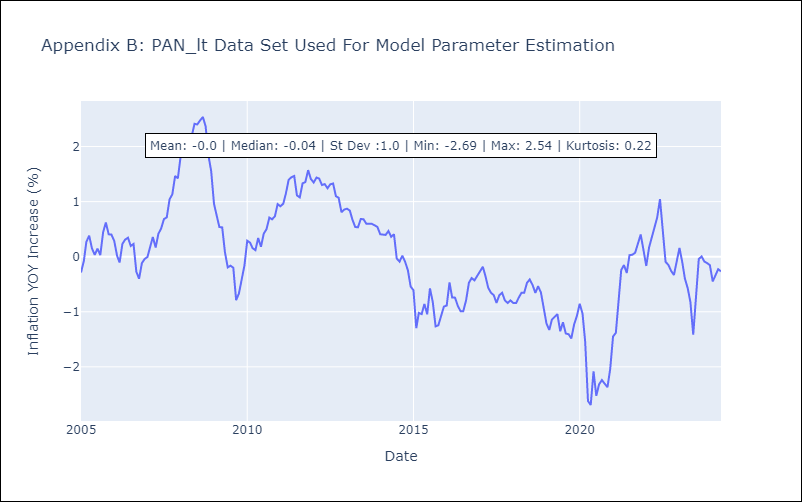 Appendix B: PAN_lt Data Set Used For Model Parameter Estimation
Mean: -0.0 | Median: -0.04 | St Dev :1.0 | Min: -2.69 | Max: 2.54 | Kurtosis: 0.22
Inflation YOY Increase (%)
2
1
0
−1
−2
2005
2010
2015
2020
Date